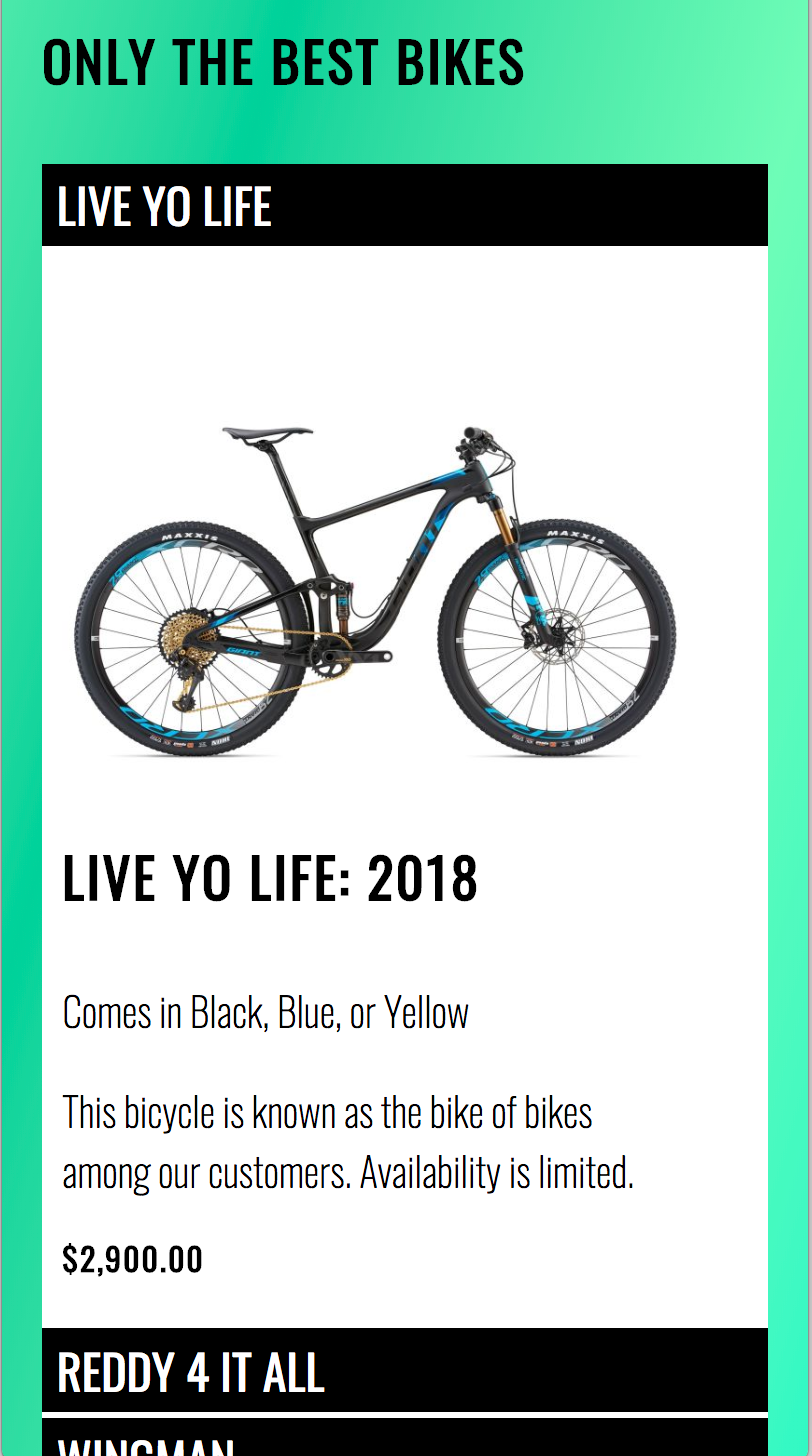 ONLY THE BEST BIKES
LIVE YO LIFE
MAXXIS
MAXXIS
GIANT
LIVE YO LIFE: 2018
Comes in Black, Blue, or Yellow
This bicycle is known as the bike of bikes
among our customers. Availability is limited.
$2,900.00
REDDY 4 IT ALL
WINGMAN